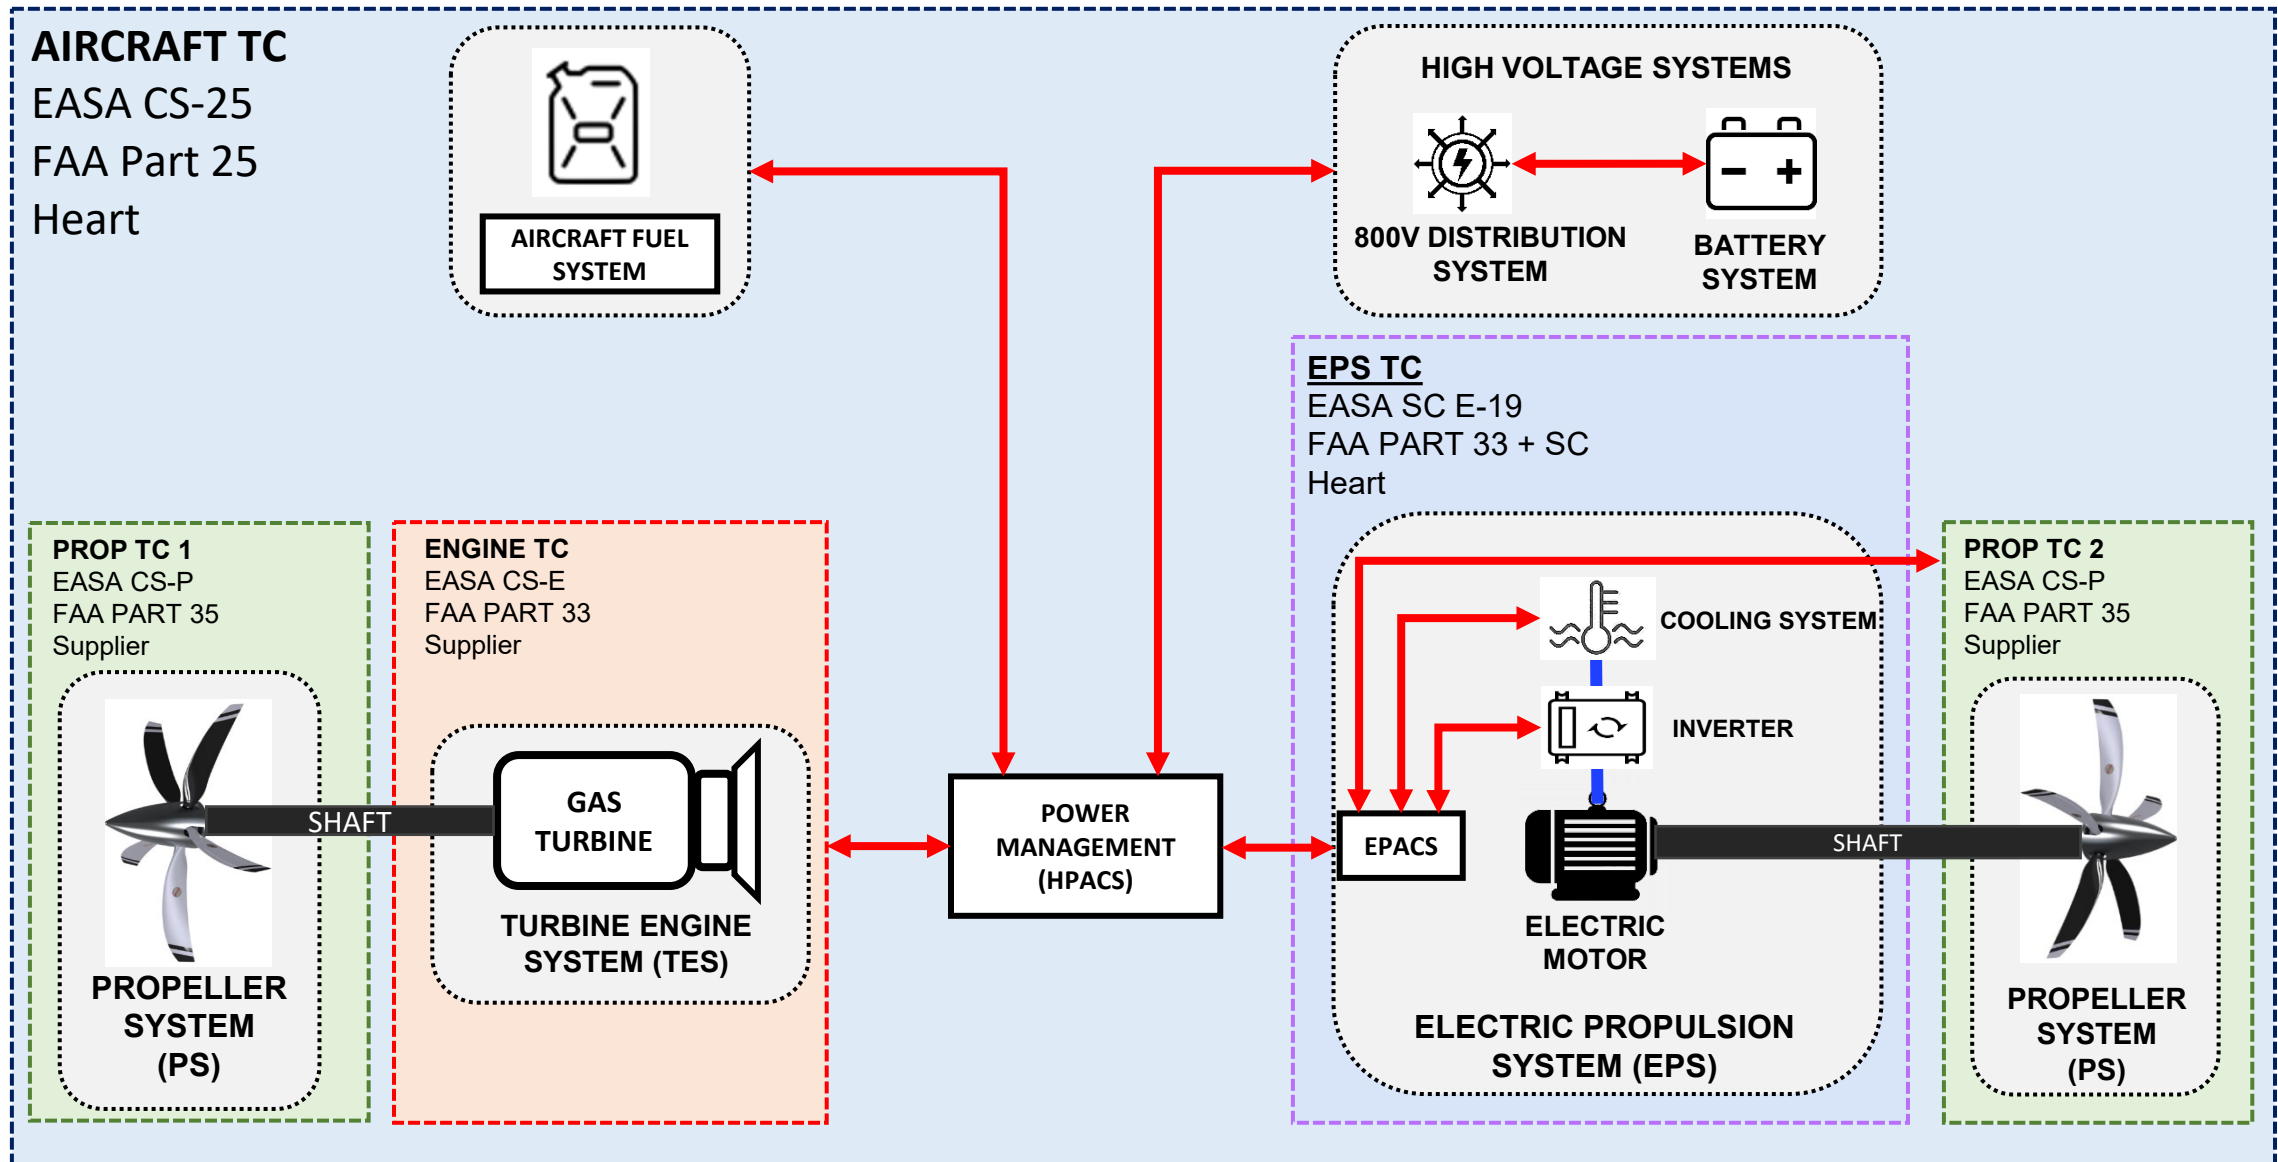 AIRCRAFT TC
EASA CS-25
FAA Part 25
Heart
AIRCRAFT FUEL
SYSTEM
HIGH VOLTAGE SYSTEMS
800V DISTRIBUTION
SYSTEM
BATTERY
SYSTEM
EPS TC
EASA SC E-19
FAA PART 33 + SC
Heart
PROP TC 1
EASA CS-P
FAA PART 35
Supplier
SHAFT
PROPELLER
SYSTEM
(PS)
ENGINE TC
EASA CS-E
FAA PART 33
Supplier
GAS
TURBINE
TURBINE ENGINE
SYSTEM (TES)
POWER
MANAGEMENT
(HPACS)
EPACS
COOLING SYSTEM
INVERTER
ELECTRIC
MOTOR
SHAFT
ELECTRIC PROPULSION
SYSTEM (EPS)
PROP TC 2
EASA CS-P
FAA PART 35
Supplier
PROPELLER
SYSTEM
(PS)